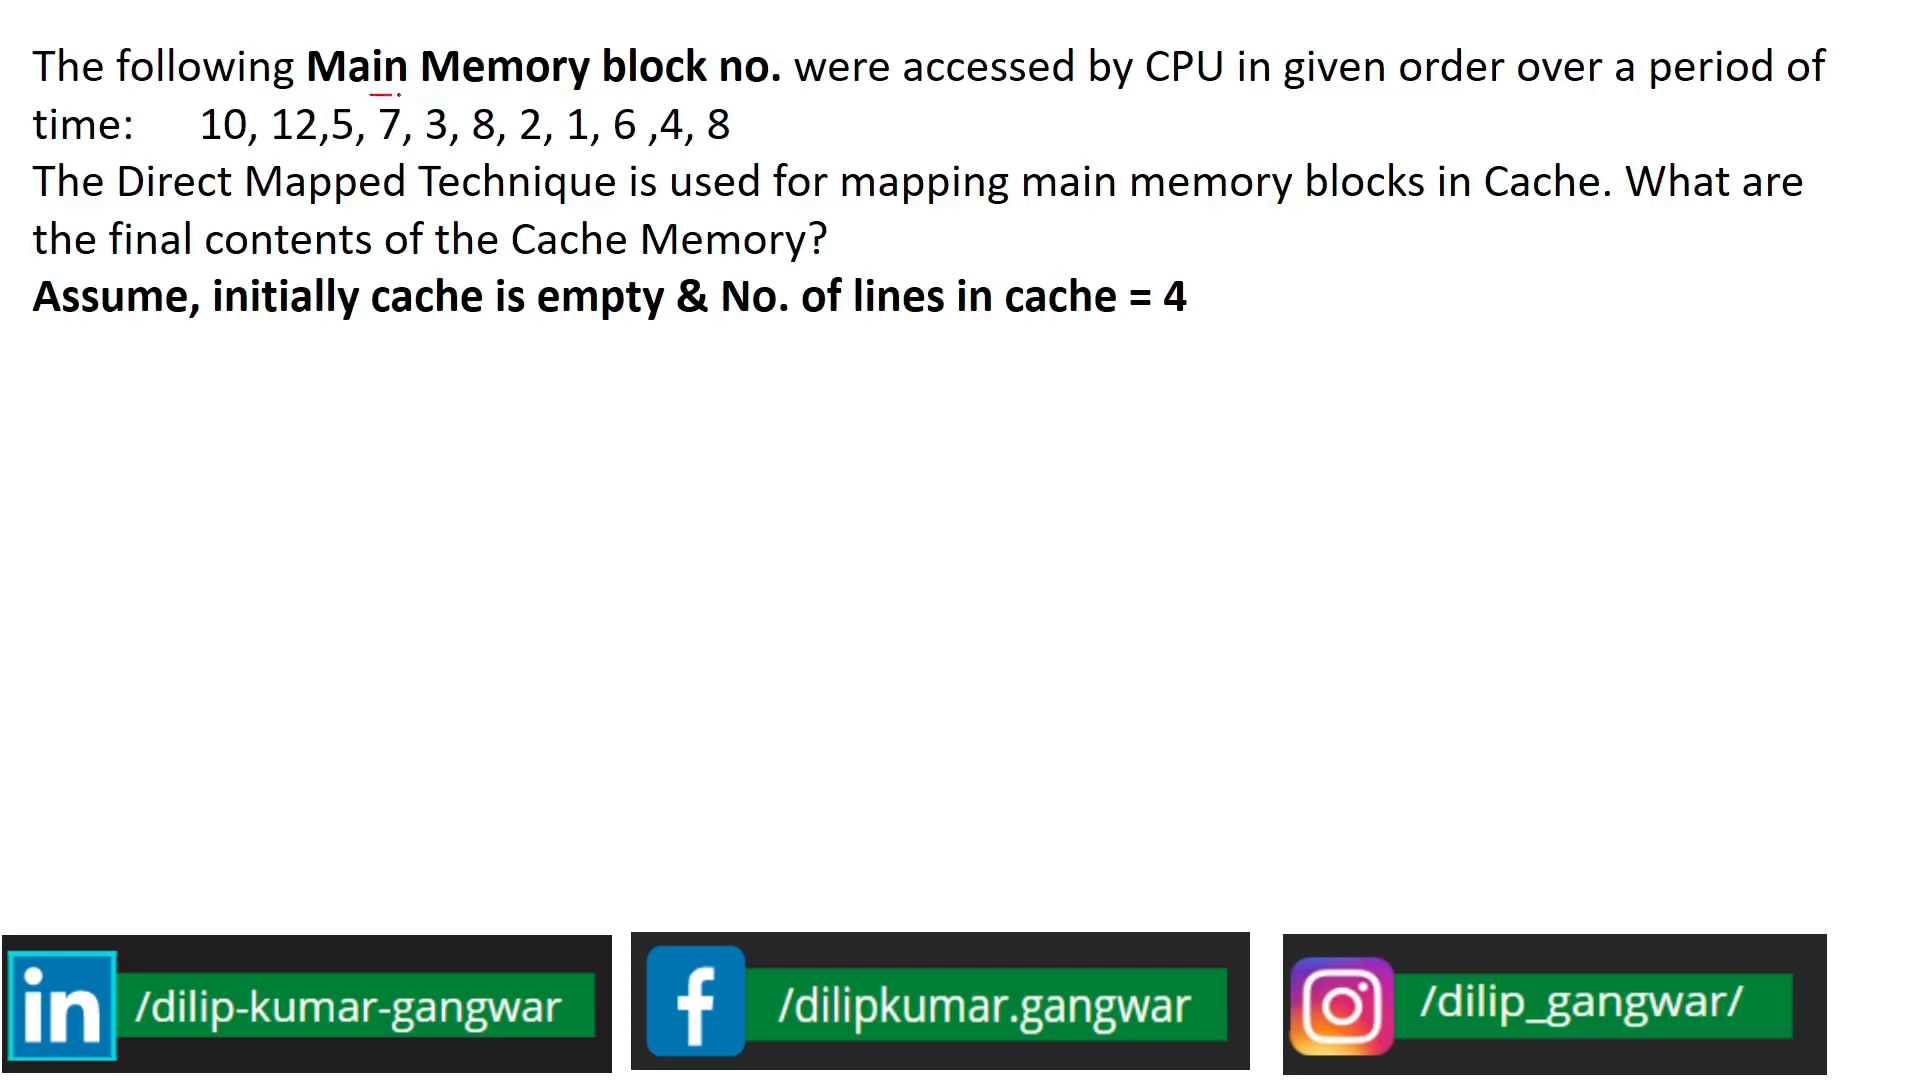 The following Main Memory block no. were accessed by CPU in given order over a period of
time: 10, 12,5, 7, 3, 8, 2, 1, 6 ,4, 8
The Direct Mapped Technique is used for mapping main memory blocks in Cache. What are
the final contents of the Cache Memory?
Assume, initially cache is empty & No. of lines in cache = 4
in /dilip-kumar-gangwar f /dilipkumar.gangwar /dilip_gangwar/